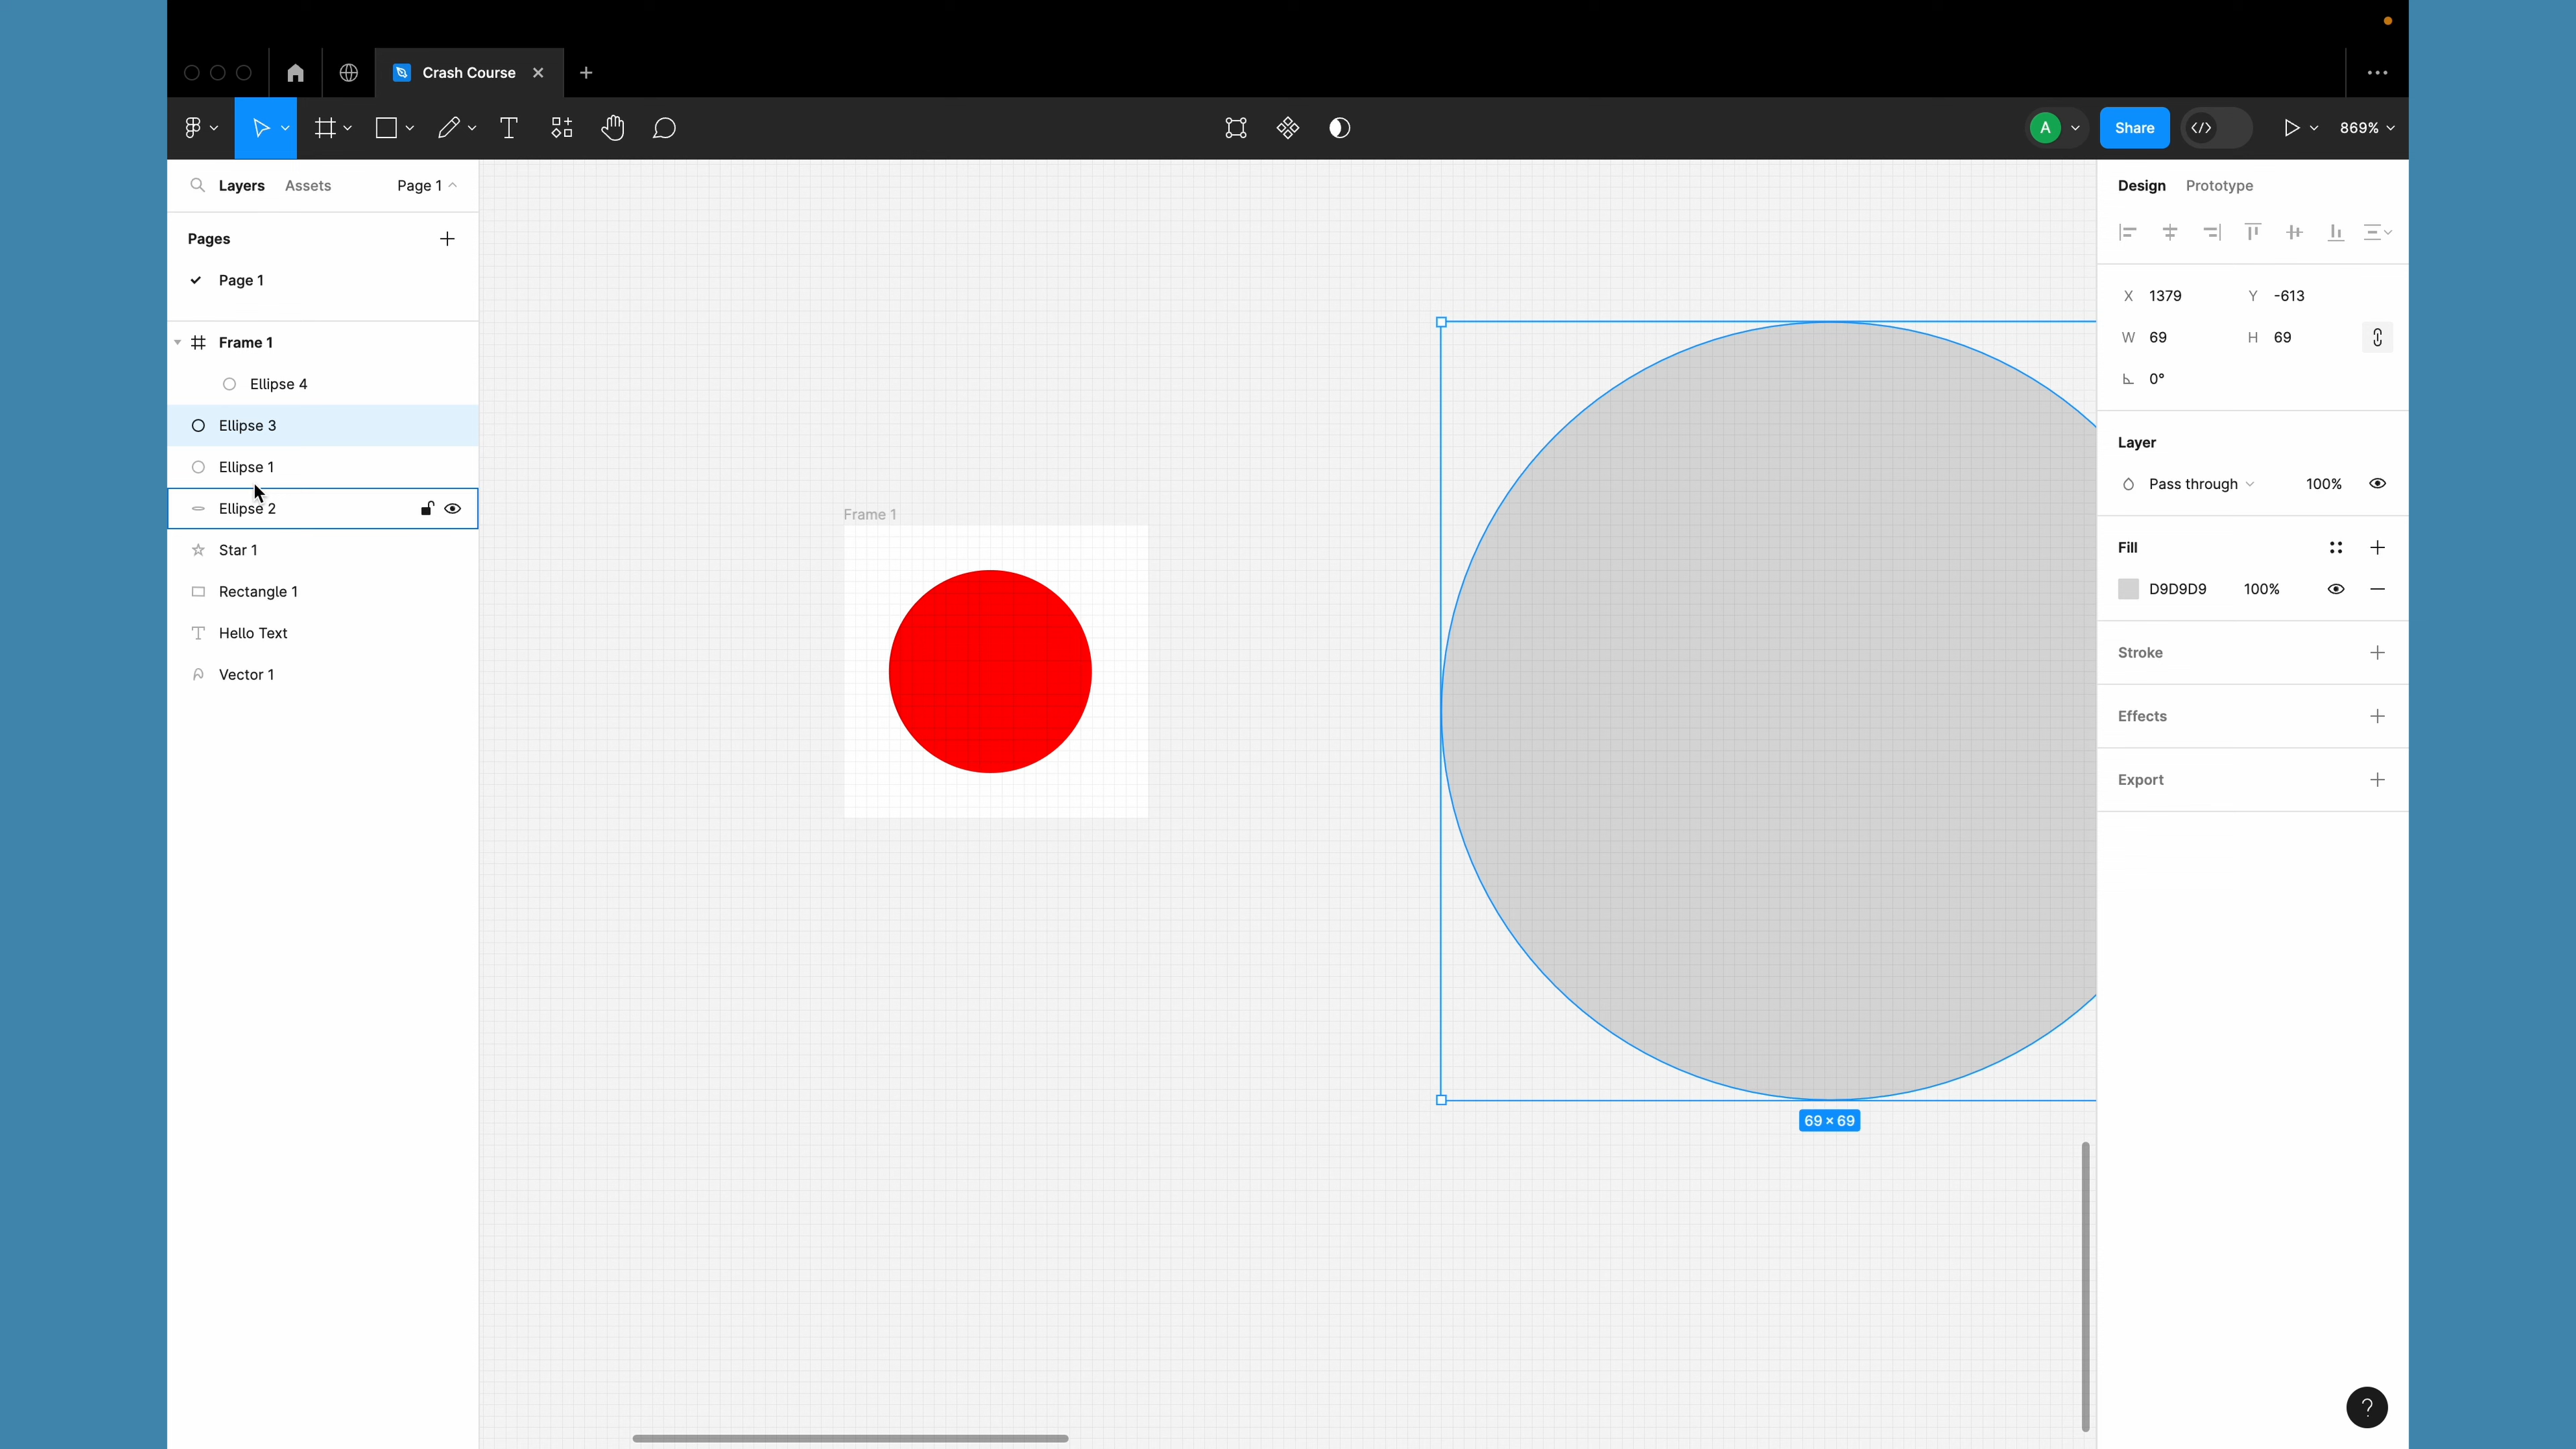 Crash Course
A
Share
869%
Layers Assets Page 1
Pages
Page 1
Frame 1
Ellipse 4
Ellipse 3
Ellipse 1
Ellipse 2
Star 1
Rectangle 1
Hello Text
Vector 1
Frame 1
69 × 69
Design Prototype
X 1379 Y -613
W 69 H 69
0°
Layer
Pass through 100%
Fill
D9D9D9 100%
Stroke
Effects
Export
?